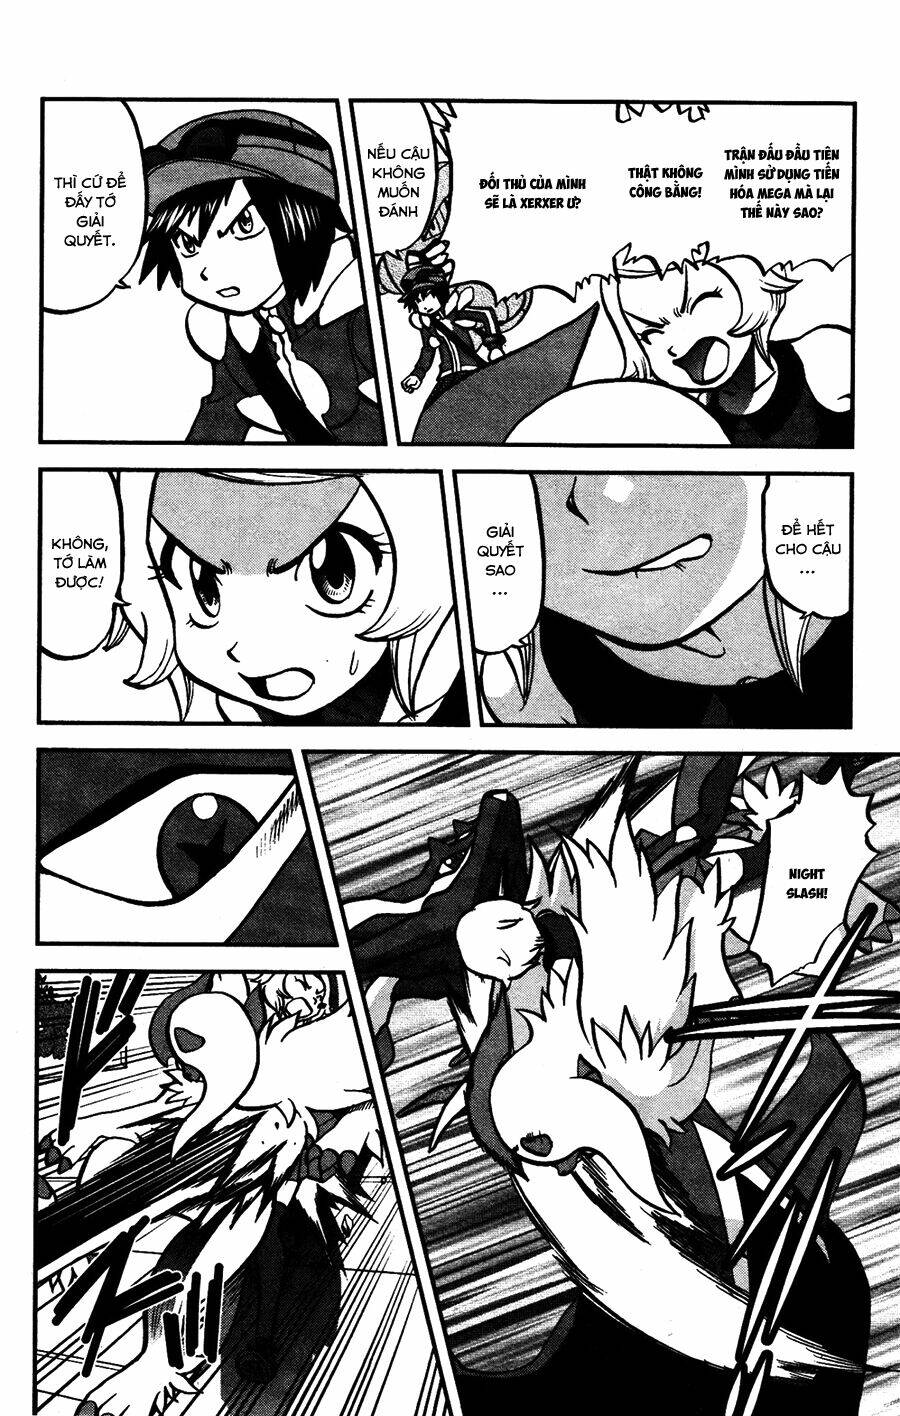 TRẬN ĐẤU ĐẦU TIÊN
MÌNH SỬ DỤNG TIẾN
HÓA MEGA MÀ LẠI
THẾ NÀY SAO?
THẬT KHÔNG
CÔNG BẰNG!
ĐỐI THỦ CỦA MÌNH
SẼ LÀ XERXER Ư?
NẾU CẬU
KHÔNG
MUỐN
ĐÁNH
THÌ CỨ ĐỂ
ĐẤY TỚ
GIẢI
QUYẾT.
ĐỂ HẾT
CHO CẬU
...
GIẢI
QUYẾT SAO
...
KHÔNG,
TỚ LÀM
ĐƯỢC!
NIGHT
SLASH!